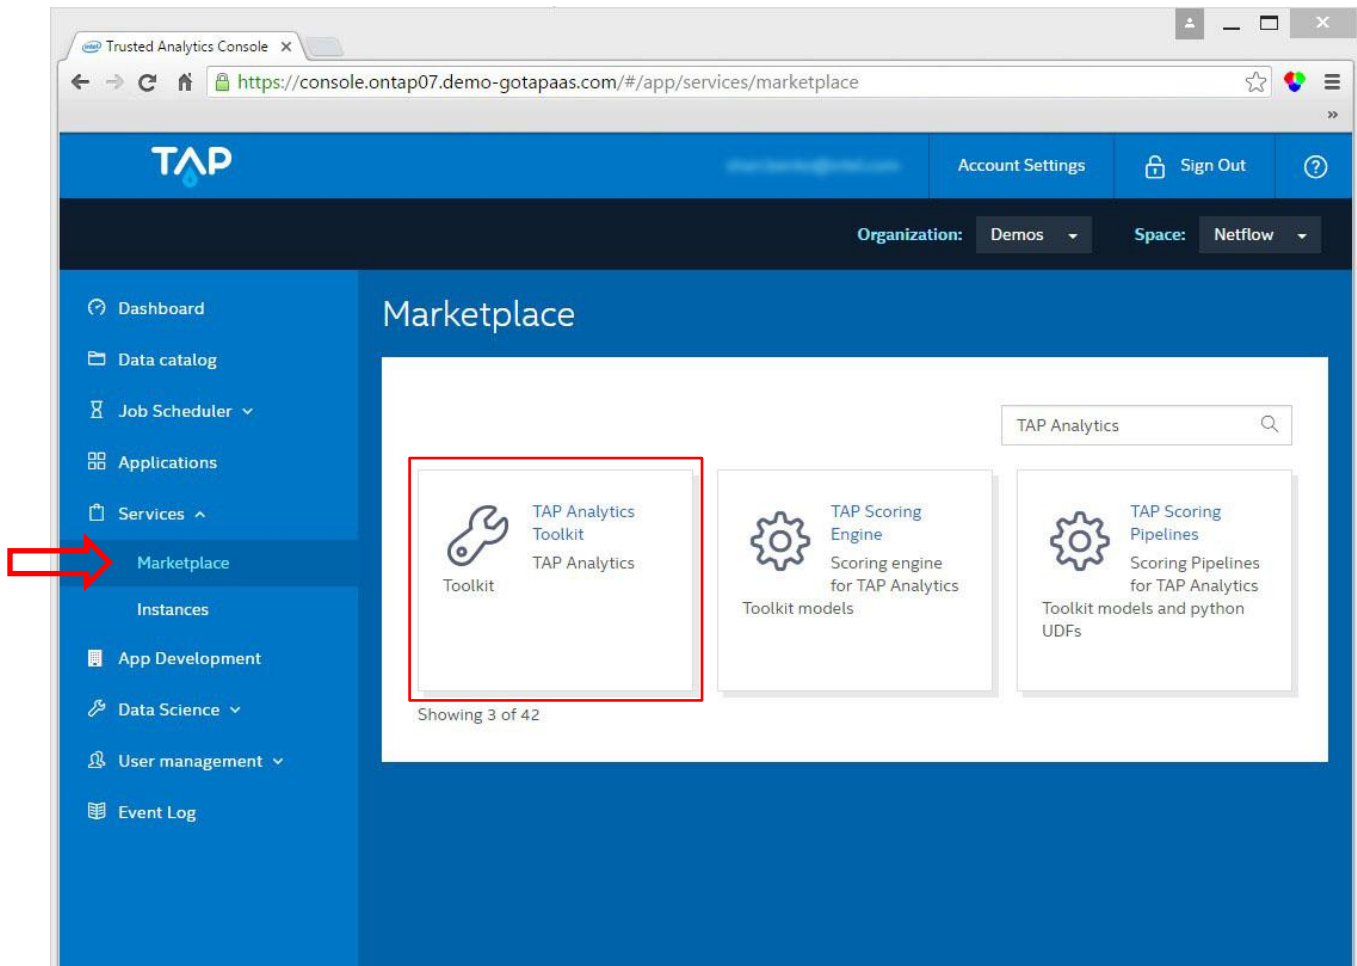 Trusted Analytics Console
https://console.ontap07.demo-gotapaas.com/#/app/services/marketplace
TAP
Account Settings
Sign Out
Organization: Demos
Space: Netflow
Dashboard
Data catalog
Job Scheduler
Applications
Services
Marketplace
Instances
App Development
Data Science
User management
Event Log
Marketplace
TAP Analytics
TAP Analytics
Toolkit
TAP Analytics
Toolkit
TAP Scoring
Engine
Scoring engine
for TAP Analytics
Toolkit models
TAP Scoring
Pipelines
Scoring Pipelines
for TAP Analytics
Toolkit models and python
UDFs
Showing 3 of 42